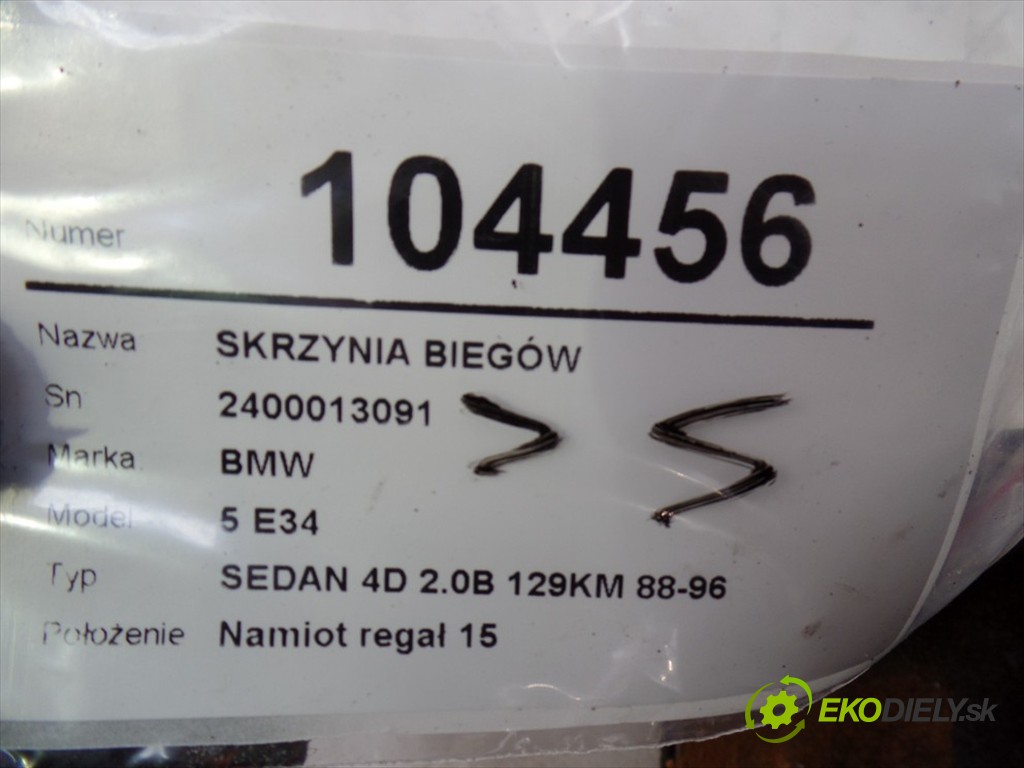 Numer 104456
Nazwa SKRZYNIA BIEGÓW
Sn 2400013091
Marka BMW
Model 5 E34
Typ SEDAN 4D 2.0B 129KM 88-96
Położenie Namiot regał 15
EKODIELY.sk